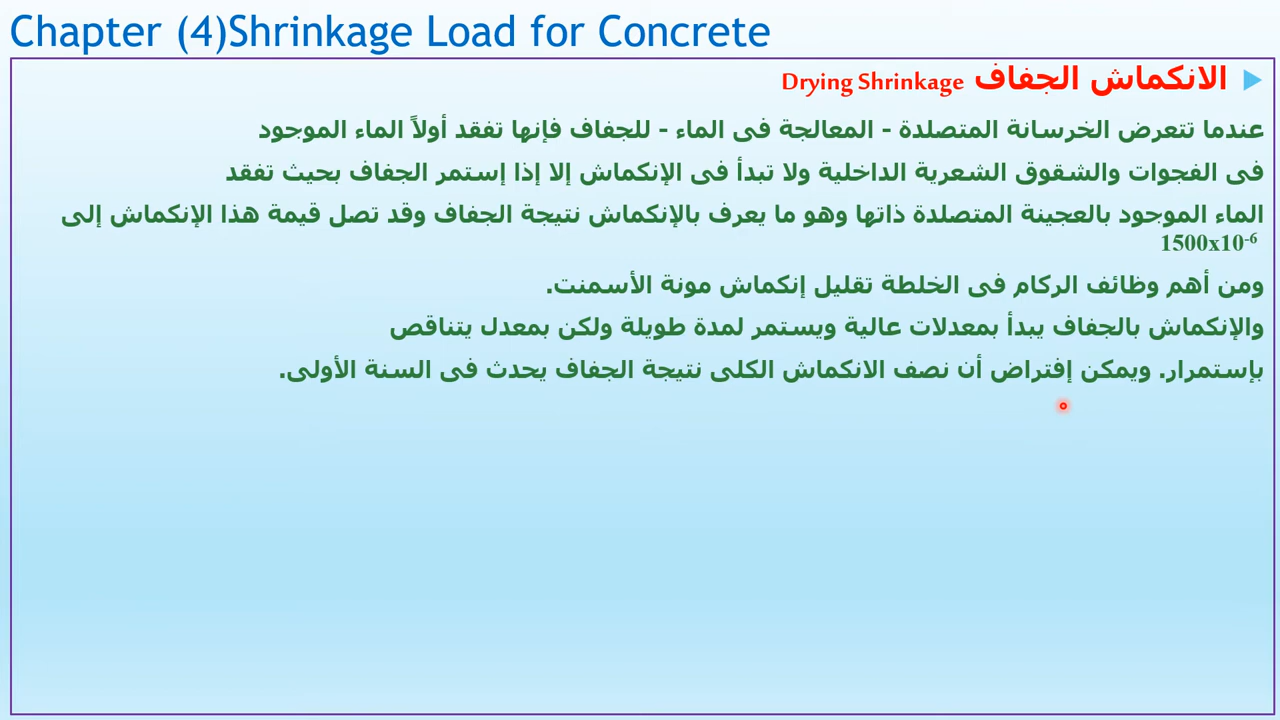 Chapter (4)Shrinkage Load for Concrete
الانكماش الجفاف Drying Shrinkage
عندما تتعرض الخرسانة المتصلدة - المعالجة فى الماء - للجفاف فإنها تفقد أولاً الماء الموجود
فى الفجوات والشقوق الشعرية الداخلية ولا تبدأ فى الإنكماش إلا إذا إستمر الجفاف بحيث تفقد
الماء الموجود بالعجينة المتصلدة ذاتها وهو ما يعرف بالإنكماش نتيجة الجفاف وقد تصل قيمة هذا الإنكماش إلى
1500x10⁻⁶
ومن أهم وظائف الركام فى الخلطة تقليل إنكماش مونة الأسمنت.
والإنكماش بالجفاف يبدأ بمعدلات عالية ويستمر لمدة طويلة ولكن بمعدل يتناقص
بإستمرار. ويمكن إفتراض أن نصف الانكماش الكلى نتيجة الجفاف يحدث فى السنة الأولى.